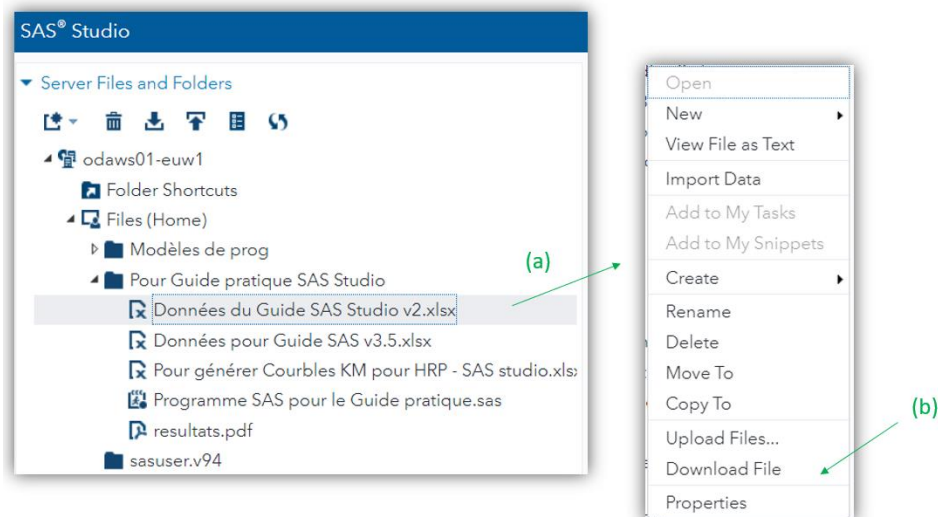 SAS® Studio
Server Files and Folders
odaws01-euw1
Folder Shortcuts
Files (Home)
Modèles de prog
Pour Guide pratique SAS Studio
Données du Guide SAS Studio v2.xlsx
Données pour Guide SAS v3.5.xlsx
Pour générer Courbles KM pour HRP - SAS studio.xls
Programme SAS pour le Guide pratique.sas
resultats.pdf
sasuser.v94
(a)
Open
New
View File as Text
Import Data
Add to My Tasks
Add to My Snippets
Create
Rename
Delete
Move To
Copy To
Upload Files...
Download File
Properties
(b)